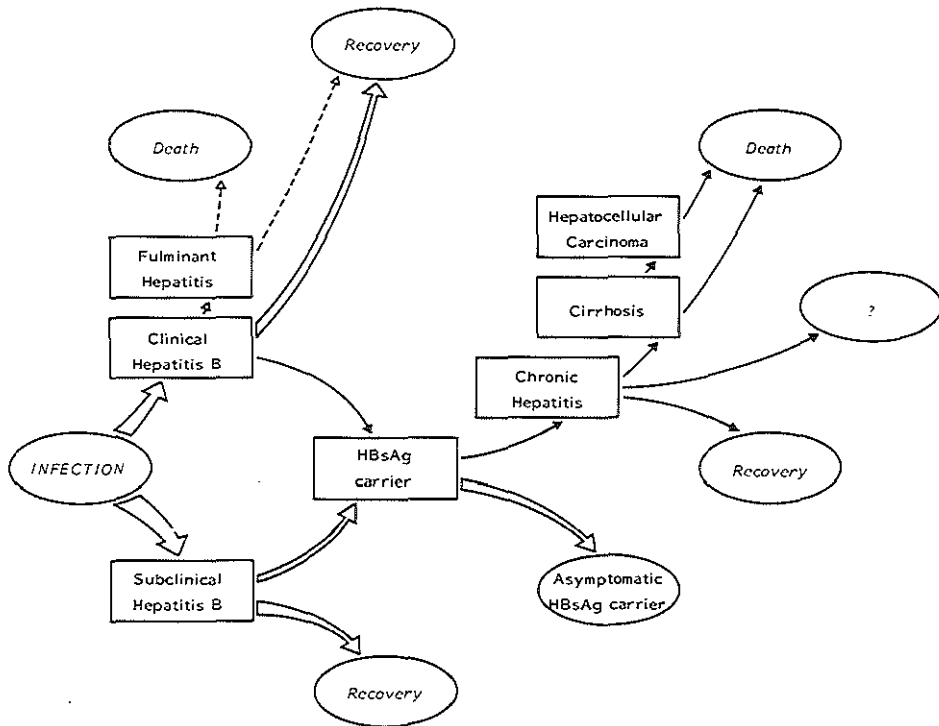 Recovery
Death
Death
Hepatocellular
Carcinoma
Fulminant
Hepatitis
Cirrhosis
?
Clinical
Hepatitis B
Chronic
Hepatitis
INFECTION
HBsAg
carrier
Recovery
Subclinical
Hepatitis B
Asymptomatic
HBsAg carrier
Recovery